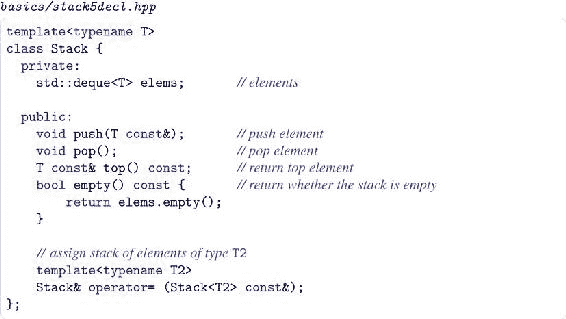 basics/stack5decl.hpp
template<typename T>
class Stack {
private:
std::deque<T> elems; // elements
public:
void push(T const&); // push element
void pop(); // pop element
T const& top() const; // return top element
bool empty() const { // return whether the stack is empty
return elems.empty();
}
// assign stack of elements of type T2
template<typename T2>
Stack& operator= (Stack<T2> const&);
};